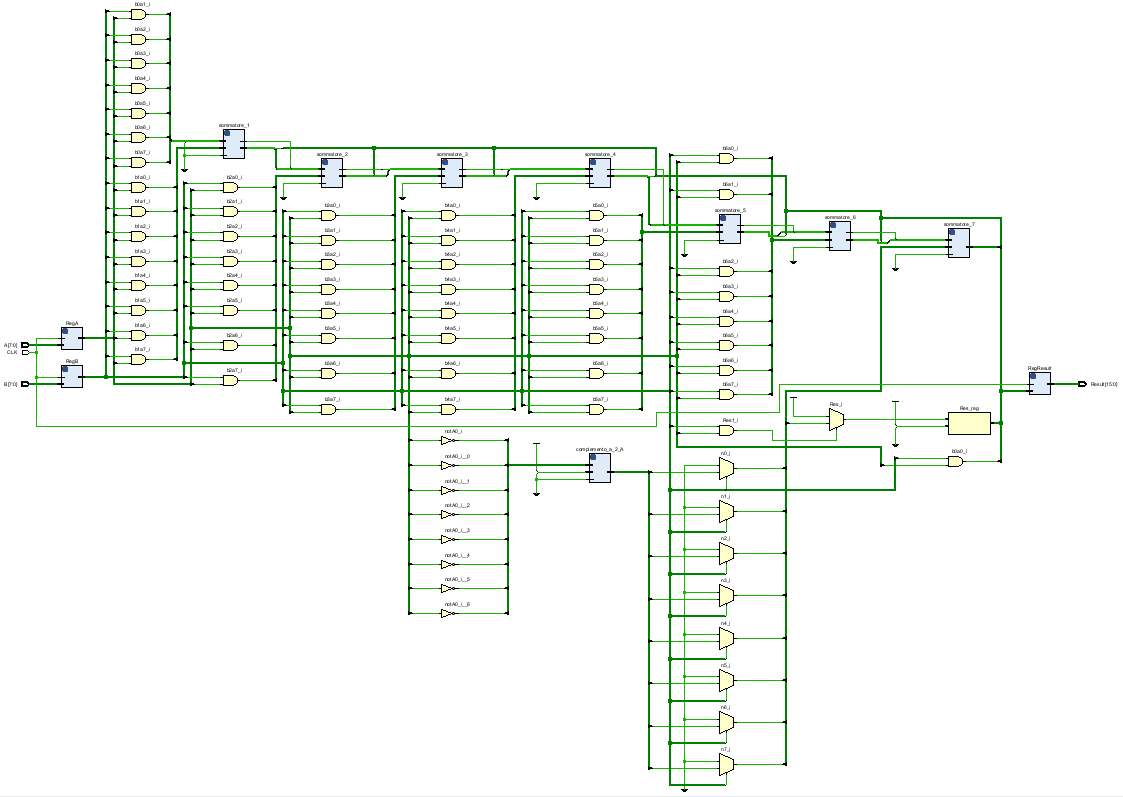 b0a1_i
b0a2_i
b0a3_i
b0a4_i
b0a5_i
b0a6_i
b0a7_i
b1a0_i
b1a1_i
b1a2_i
b1a3_i
b1a4_i
b1a5_i
b1a6_i
b1a7_i
RegA
RegB
A[7:0]
CLK
B[7:0]
sommatore_1
b2a0_i
b2a1_i
b2a2_i
b2a3_i
b2a4_i
b2a5_i
b2a6_i
b2a7_i
sommatore_2
b3a0_i
b3a1_i
b3a2_i
b3a3_i
b3a4_i
b3a5_i
b3a6_i
b3a7_i
sommatore_3
b4a0_i
b4a1_i
b4a2_i
b4a3_i
b4a4_i
b4a5_i
b4a6_i
b4a7_i
notA0_i
notA0_i__0
notA0_i__1
notA0_i__2
notA0_i__3
notA0_i__4
notA0_i__5
notA0_i__6
sommatore_4
b5a0_i
b5a1_i
b5a2_i
b5a3_i
b5a4_i
b5a5_i
b5a6_i
b5a7_i
complemento_a_2_A
b6a0_i
b6a1_i
sommatore_5
b6a2_i
b6a3_i
b6a4_i
b6a5_i
b6a6_i
b6a7_i
Res1_i
n0_i
n1_i
n2_i
n3_i
n4_i
n5_i
n6_i
n7_i
sommatore_6
Res_i
sommatore_7
Res_reg
b0a0_i
RegResult
Result[15:0]